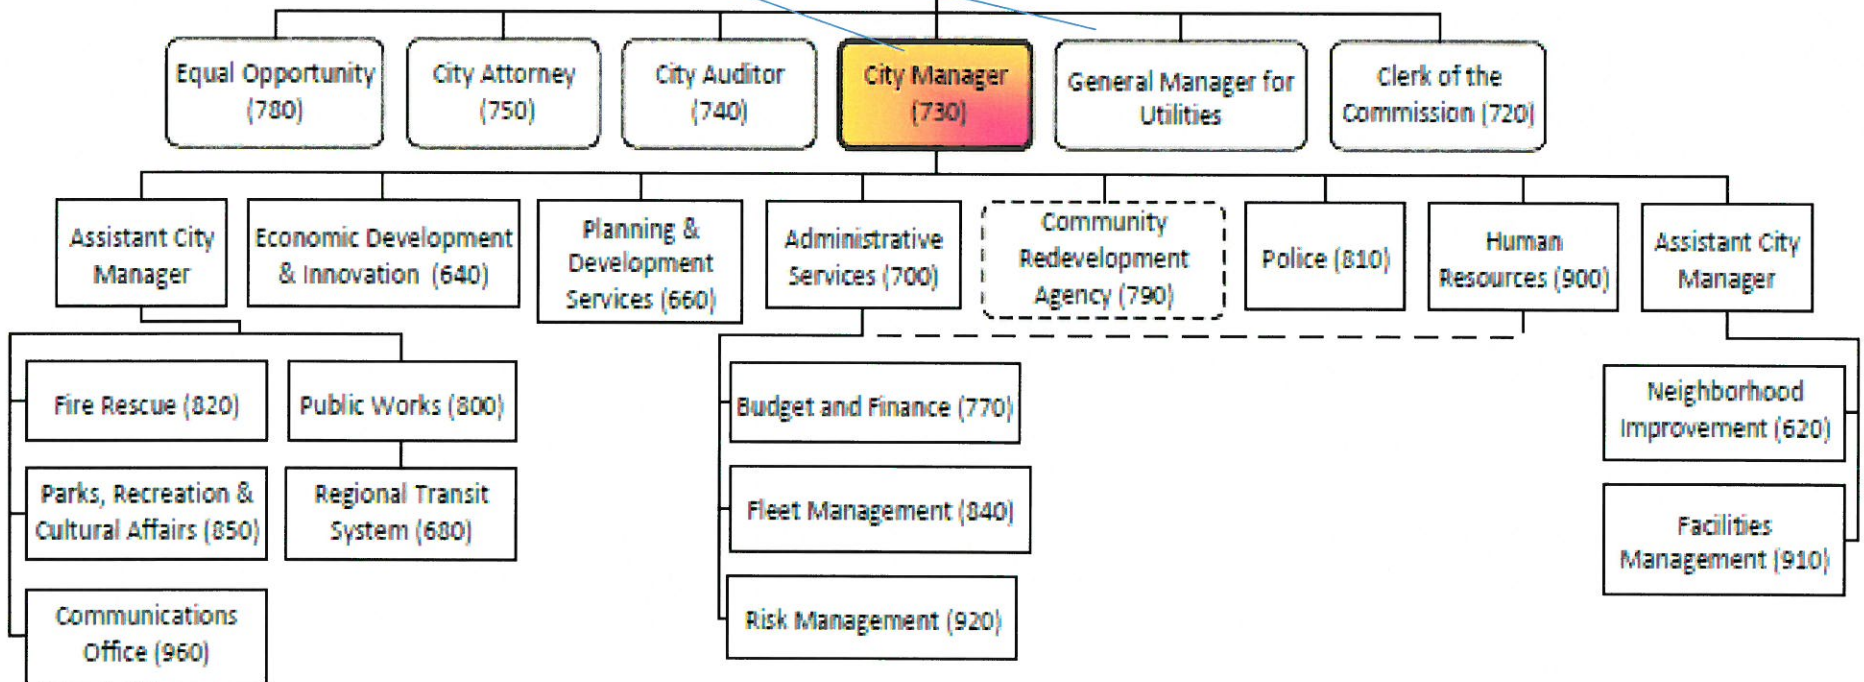 Equal Opportunity
(780)
City Attorney
(750)
City Auditor
(740)
City Manager
(730)
General Manager for
Utilities
Clerk of the
Commission (720)
Assistant City
Manager
Economic Development
& Innovation (640)
Planning &
Development
Services (660)
Administrative
Services (700)
Community
Redevelopment
Agency (790)
Police (810)
Human
Resources (900)
Assistant City
Manager
Fire Rescue (820)
Public Works (800)
Budget and Finance (770)
Neighborhood
Improvement (620)
Parks, Recreation &
Cultural Affairs (850)
Regional Transit
System (680)
Fleet Management (840)
Facilities
Management (910)
Communications
Office (960)
Risk Management (920)